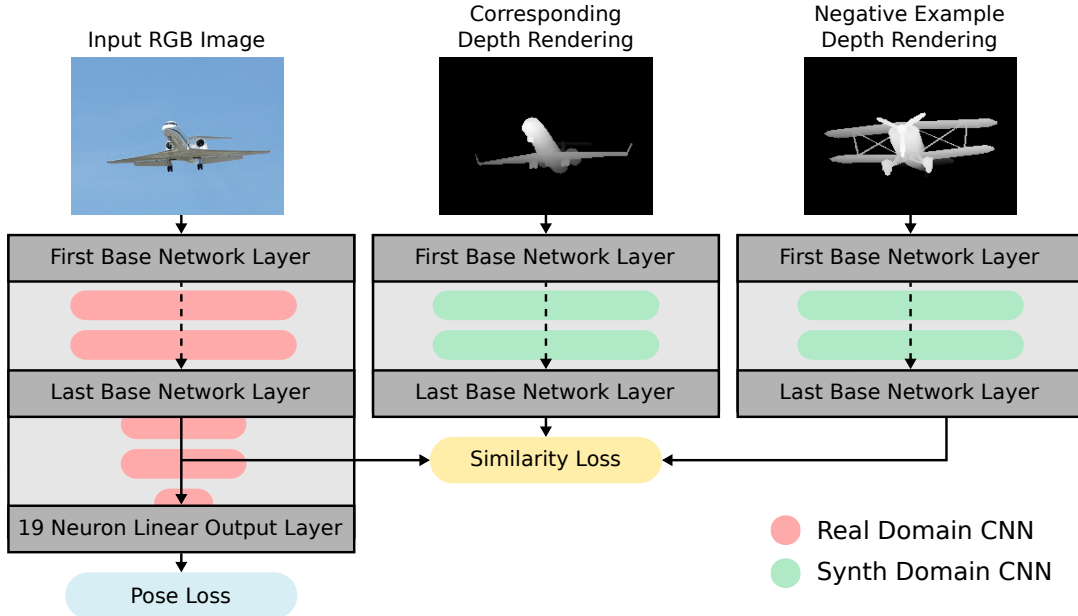 Input RGB Image
Corresponding
Depth Rendering
Negative Example
Depth Rendering
First Base Network Layer
First Base Network Layer
First Base Network Layer
Last Base Network Layer
Last Base Network Layer
Last Base Network Layer
Similarity Loss
19 Neuron Linear Output Layer
Pose Loss
Real Domain CNN
Synth Domain CNN